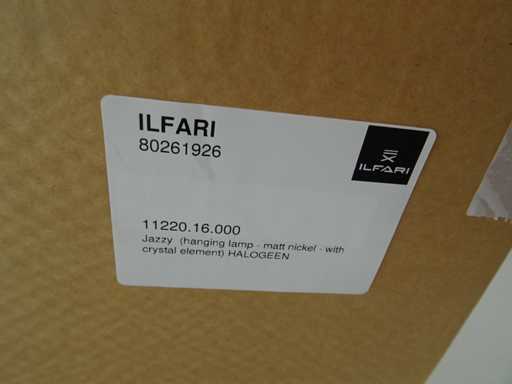 ILFARI
80261926
ILFARI
11220.16.000
Jazzy (hanging lamp - matt nickel - with
crystal element) HALOGEEN